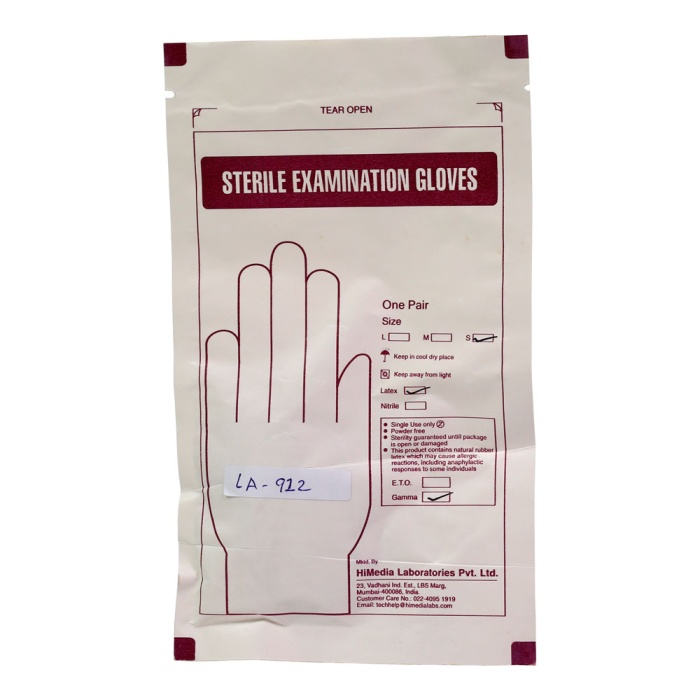 TEAR OPEN
STERILE EXAMINATION GLOVES
One Pair
Size
L M S
Keep in cool dry place
Keep away from light
Latex
Nitrile
Single Use only
Powder free
Sterility guaranteed untill package
is open or damaged
This product contains natural rubber
latex which may cause allergic
reactions, including anaphylactic
responses to some individuals
E.T.O.
Gamma
LA-912
Mktd. By
HiMedia Laboratories Pvt. Ltd.
23, Vadhani Ind. Est., LBS Marg,
Mumbai-400086, India.
Customer Care No.: 022-4095 1919
Email: techhelp@himedialabs.com